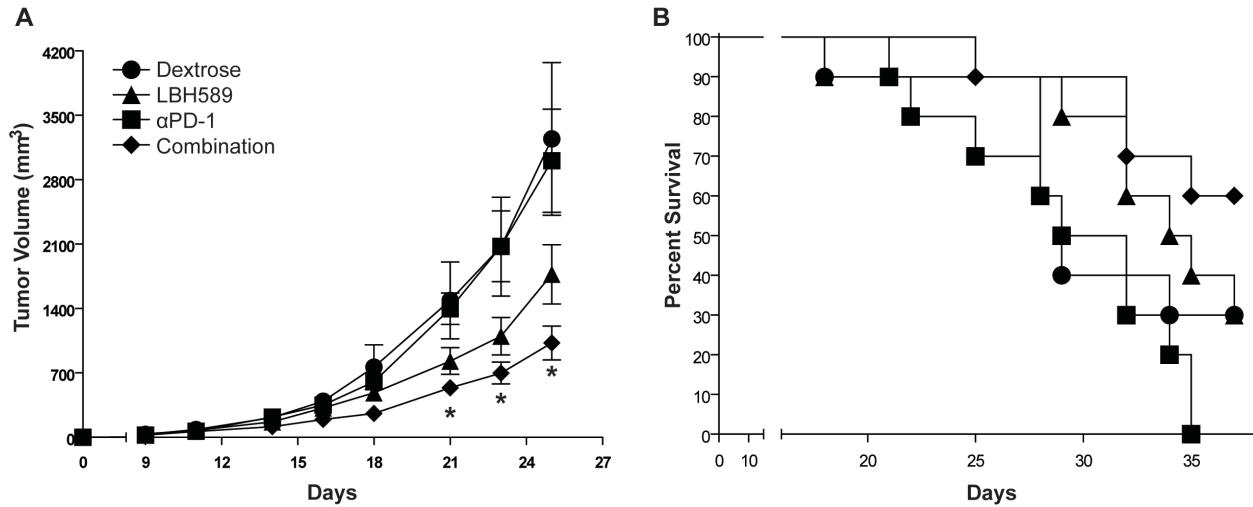 A
Tumor Volume (mm³)
4200
3500
2800
2100
1400
700
0
Dextrose
LBH589
αPD-1
Combination
*
*
*
0 9 12 15 18 21 24 27
Days
B
Percent Survival
100
90
80
70
60
50
40
30
20
10
0
0 10 20 25 30 35
Days